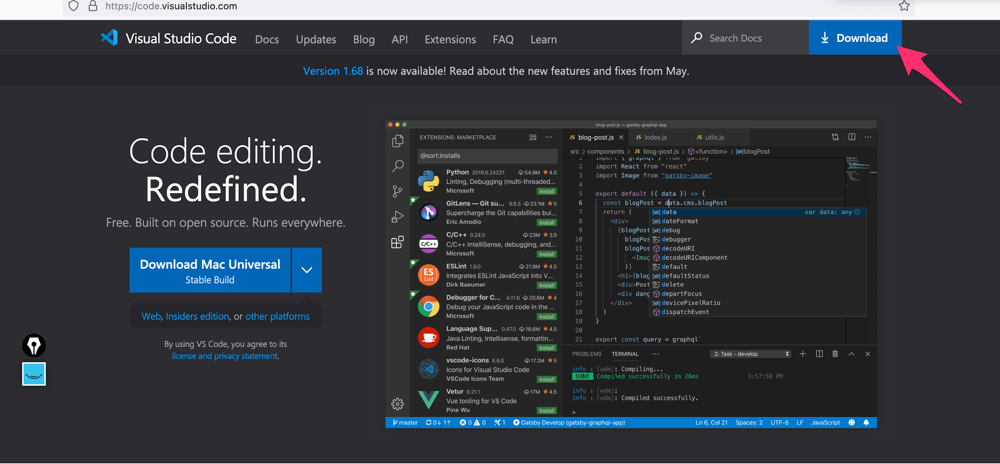 https://code.visualstudio.com
Visual Studio Code Docs Updates Blog API Extensions FAQ Learn Search Docs Download
Version 1.68 is now available! Read about the new features and fixes from May.
Code editing.
Redefined.
Free. Built on open source. Runs everywhere.
Download Mac Universal
Stable Build
Web, Insiders edition, or other platforms
By using VS Code, you agree to its
license and privacy statement.
blog-post.js — gatsby-graphql-app
EXTENSIONS: MARKETPLACE
@sort:installs
Python 2019.6.24221 54.9M 4.5
Linting, Debugging (multi-threaded...
Microsoft Install
GitLens — Git su... 9.8.5 23.1M 5
Supercharge the Git capabilities bui...
Eric Amodio Install
C/C++
C/C++ 0.24.0 23M 3.5
C/C++ IntelliSense, debugging, and...
Microsoft Install
ES
Lint
ESLint 1.9.0 21.9M 4.5
Integrates ESLint JavaScript into V...
Dirk Baeumer Install
Debugger for C... 4.11.6 20.6M 4
Debug your JavaScript code in the ...
Microsoft Install
Language Sup... 0.47.0 18.6M 4.5
Java Linting, Intellisense, formattin...
Red Hat Install
vscode-icons 8.8.0 17.2M 5
Icons for Visual Studio Code
VSCode Icons Team Install
Vetur 0.21.1 17M 4.5
Vue tooling for VS Code
Pine Wu Install
JS blog-post.js JS index.js JS utils.js
src > components > JS blog-post.js > <function> > blogPost
1 import { graphql } from "gatsby"
2 import React from "react"
3 import Image from "gatsby-image"
4
5 export default ({ data }) => {
6 const blogPost = data.cms.blogPost
7 return (
8 <div>
9 {blogPost
10 blogPos
11 blogPos
12 <Imag
13 )}
14 <h1>{blog
15 <div>Post
16 <div dang
17 </div>
18 )
19 }
20
21 export const query = graphql`
data var data: any
dateFormat
debug
debugger
decodeURI
decodeURIComponent
default
defaultStatus
delete
departFocus
devicePixelRatio
dispatchEvent
PROBLEMS TERMINAL ... 2: Task - develop
info i ｢wdm｣: Compiling...
DONE Compiled successfully in 26ms 3:57:58 PM
info i ｢wdm｣:
info i ｢wdm｣: Compiled successfully.
>
master 0↓ 1↑ 0 0 1 Gatsby Develop (gatsby-graphql-app) Ln 6, Col 21 Spaces: 2 UTF-8 LF JavaScript